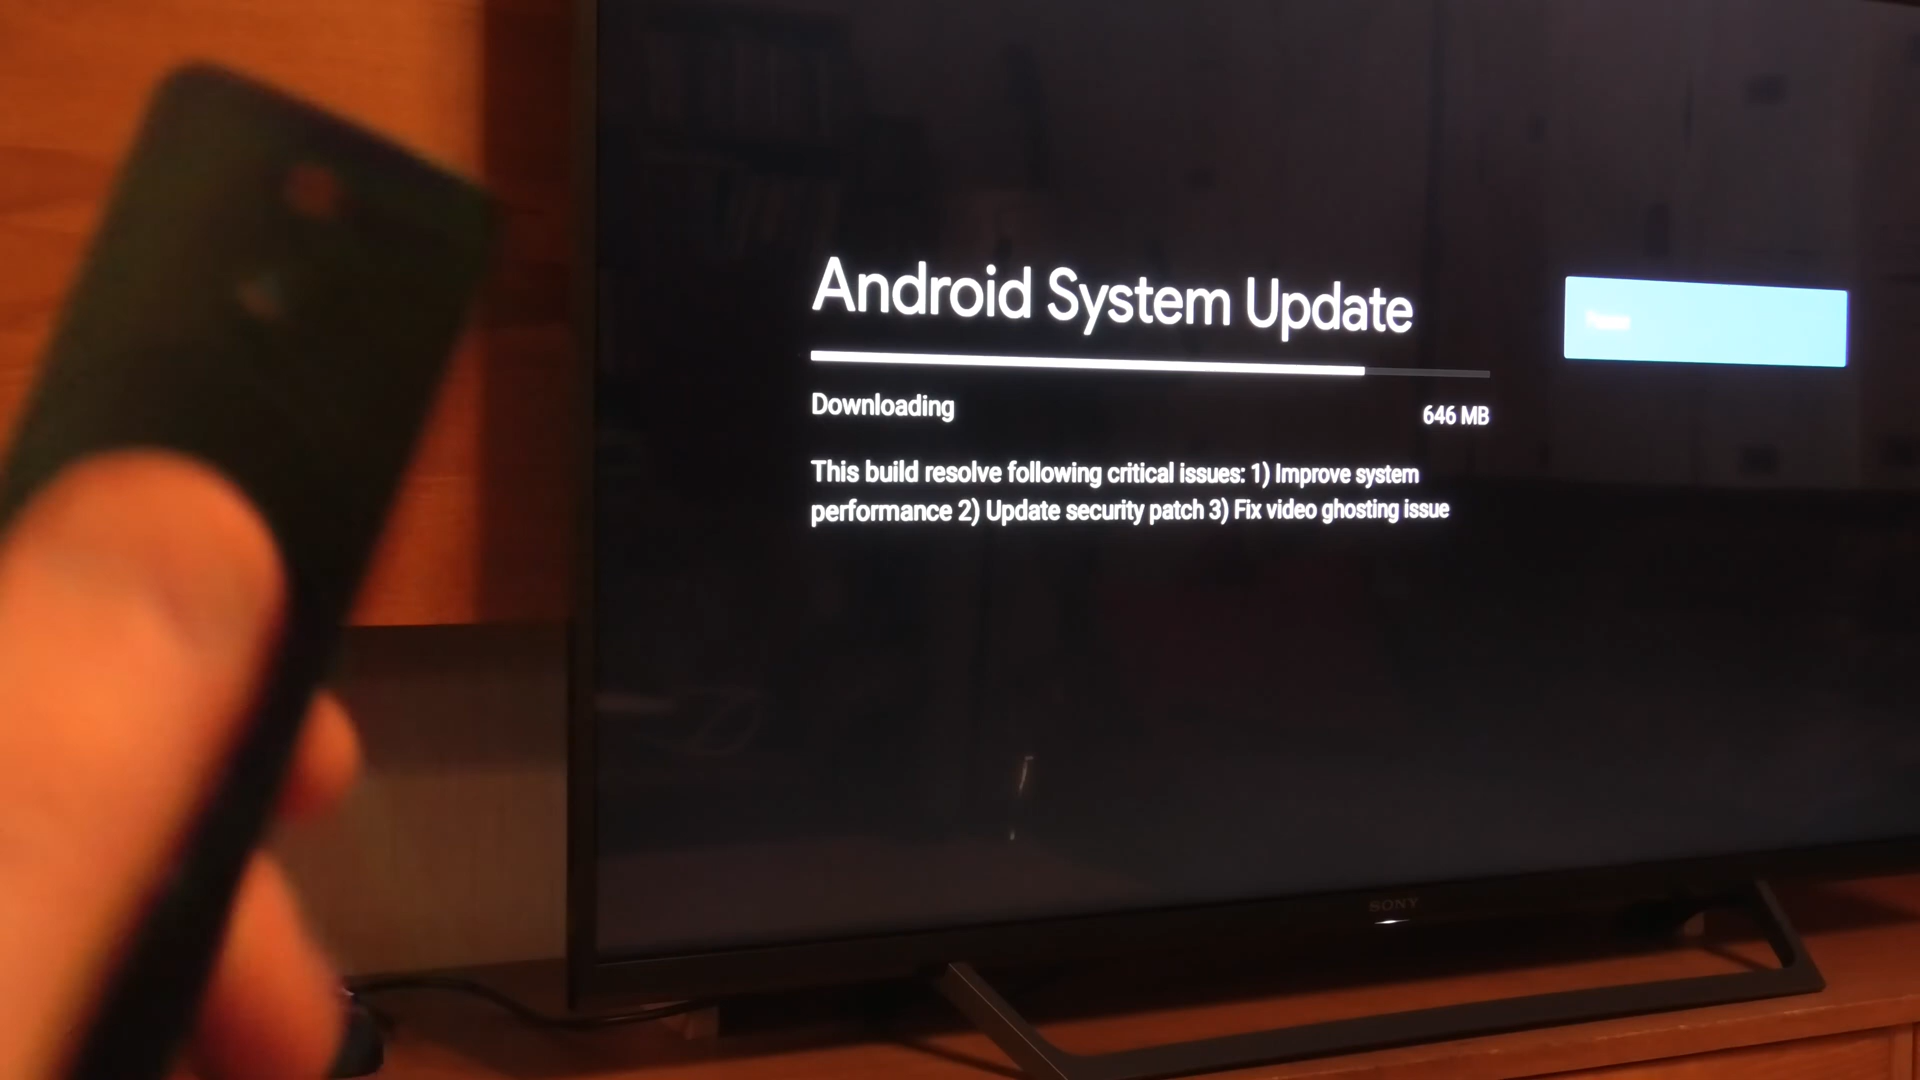 Android System Update
Downloading
646 MB
This build resolve following critical issues: 1) Improve system
performance 2) Update security patch 3) Fix video ghosting issue
SONY